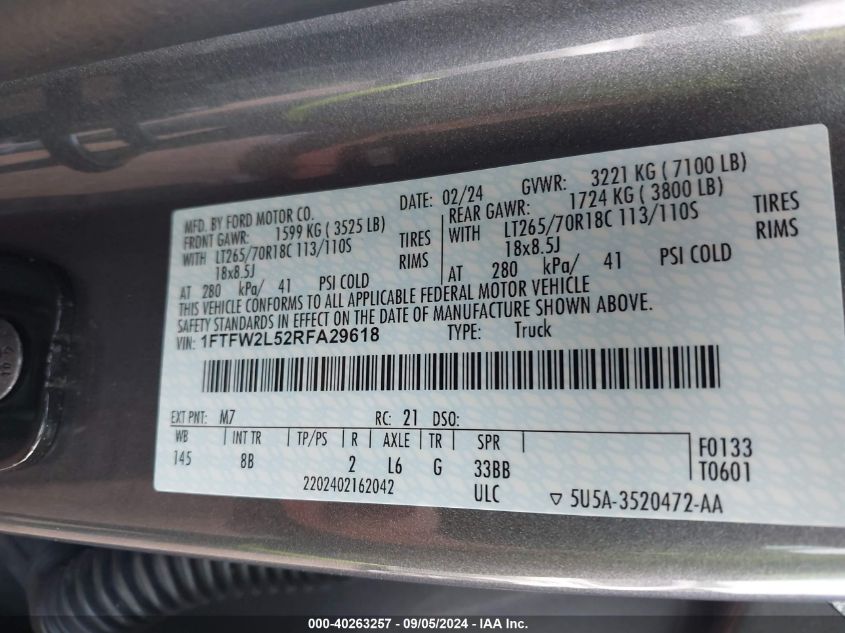 MFD. BY FORD MOTOR CO.
DATE: 02/24 GVWR: 3221 KG ( 7100 LB)
FRONT GAWR: 1599 KG ( 3525 LB)
WITH LT265/70R18C 113/110S TIRES
18x8.5J RIMS
AT 280 kPa/ 41 PSI COLD
REAR GAWR: 1724 KG ( 3800 LB)
WITH LT265/70R18C 113/110S TIRES
18x8.5J RIMS
AT 280 kPa/ 41 PSI COLD
THIS VEHICLE CONFORMS TO ALL APPLICABLE FEDERAL MOTOR VEHICLE
SAFETY STANDARDS IN EFFECT ON THE DATE OF MANUFACTURE SHOWN ABOVE.
VIN: 1FTFW2L52RFA29618 TYPE: Truck
EXT PNT: M7 RC: 21 DSO:
WB INT TR TP/PS R AXLE TR SPR
145 8B 2 L6 G 33BB
F0133
T0601
2202402162042 ULC ▽ 5U5A-3520472-AA
000-40263257 - 09/05/2024 - IAA Inc.